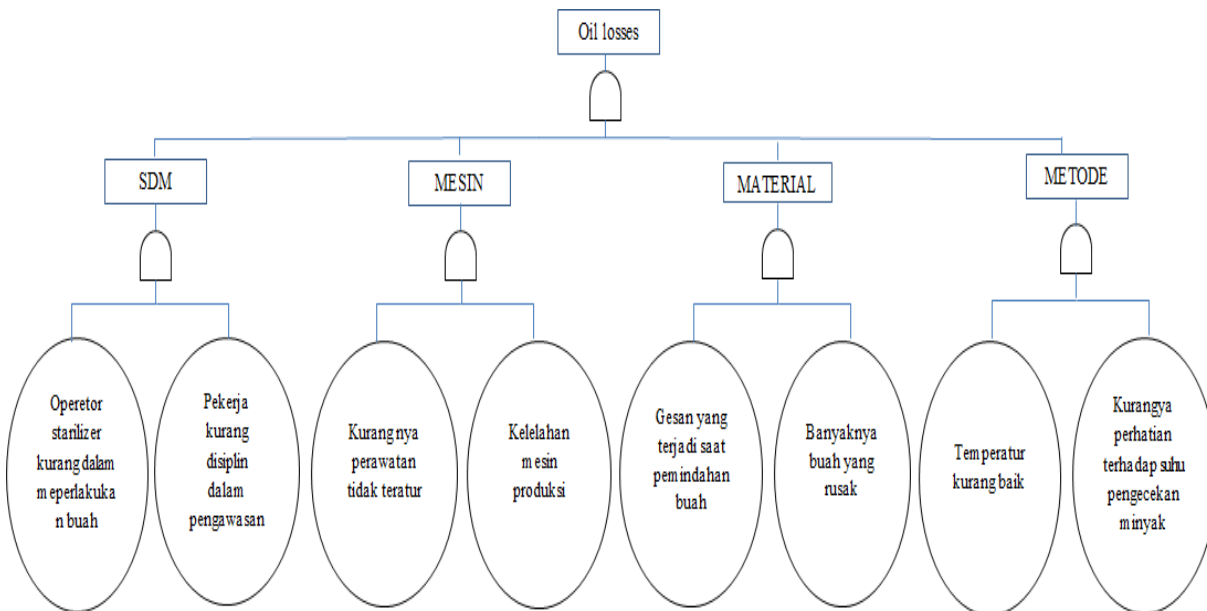 Oil losses
SDM
MESIN
MATERIAL
METODE
Operetor
starilizer
kurang dalam
meperlakuka
n buah
Pekerja
kurang
disiplin
dalam
pengawasan
Kurang nya
perawatan
tidak teratur
Kelelahan
mesin
produksi
Gesan yang
terjadi saat
pemindahan
buah
Banyaknya
buah yang
rusak
Temperatur
kurang baik
Kurangya
perhatian
terhadap suhu
pengecekan
minyak